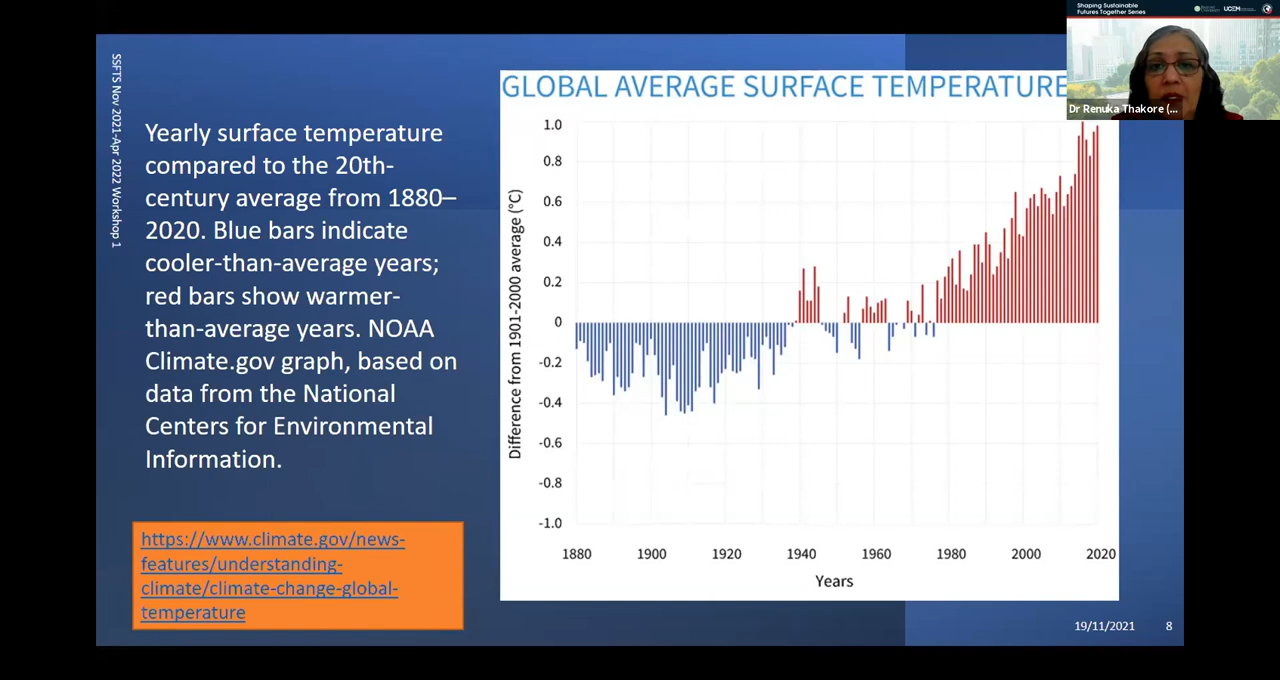 Shaping Sustainable
Futures Together Series
UCEM
Dr Renuka Thakore (...
SSFTS Nov 2021-Apr 2022 Workshop 1
Yearly surface temperature
compared to the 20th-
century average from 1880–
2020. Blue bars indicate
cooler-than-average years;
red bars show warmer-
than-average years. NOAA
Climate.gov graph, based on
data from the National
Centers for Environmental
Information.
https://www.climate.gov/news-
features/understanding-
climate/climate-change-global-
temperature
GLOBAL AVERAGE SURFACE TEMPERATURE
Difference from 1901-2000 average (°C)
1.0
0.8
0.6
0.4
0.2
0
-0.2
-0.4
-0.6
-0.8
-1.0
1880 1900 1920 1940 1960 1980 2000 2020
Years
19/11/2021 8